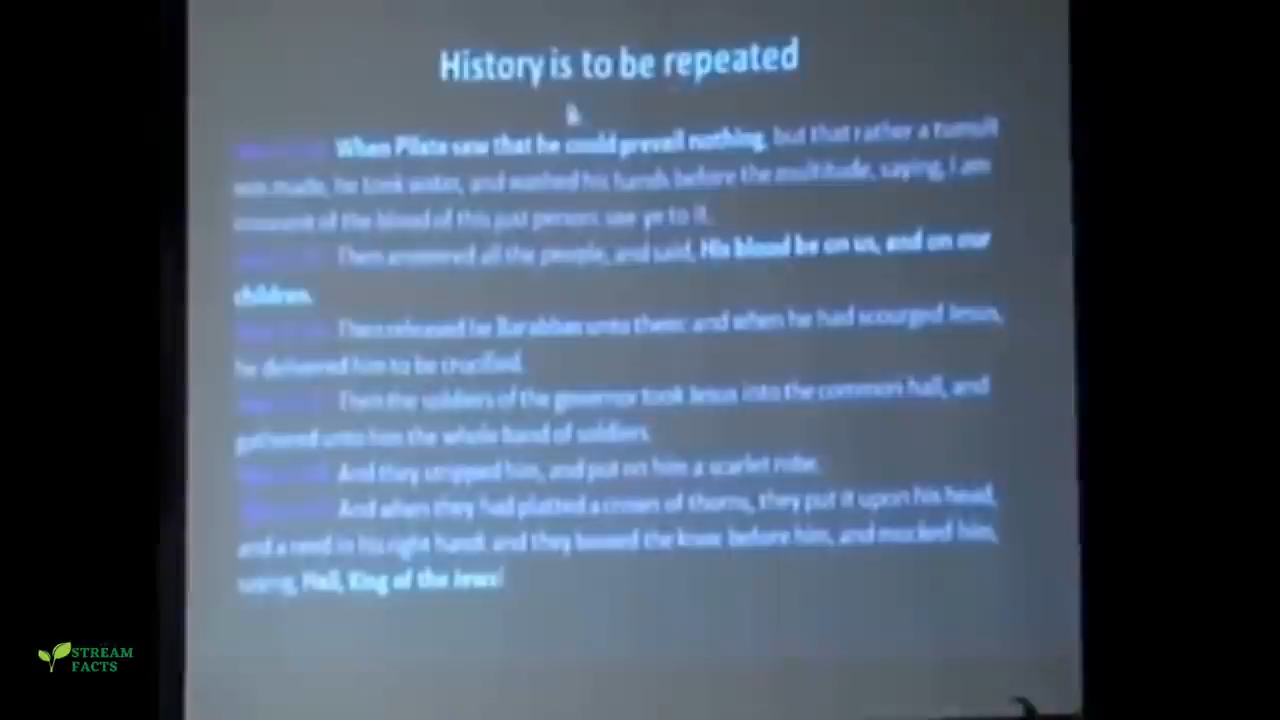 History is to be repeated
When Pilate saw that he could prevail nothing, but that rather a tumult
was made, he took water, and washed his hands before the multitude, saying, I am
innocent of the blood of this just person: see ye to it.
Then answered all the people, and said, His blood be on us, and on our
children.
Then released he Barabbas unto them: and when he had scourged Jesus,
he delivered him to be crucified.
Then the soldiers of the governor took Jesus into the common hall, and
gathered unto him the whole band of soldiers.
And they stripped him, and put on him a scarlet robe.
And when they had platted a crown of thorns, they put it upon his head,
and a reed in his right hand: and they bowed the knee before him, and mocked him,
saying, Hail, King of the Jews!
STREAM
FACTS